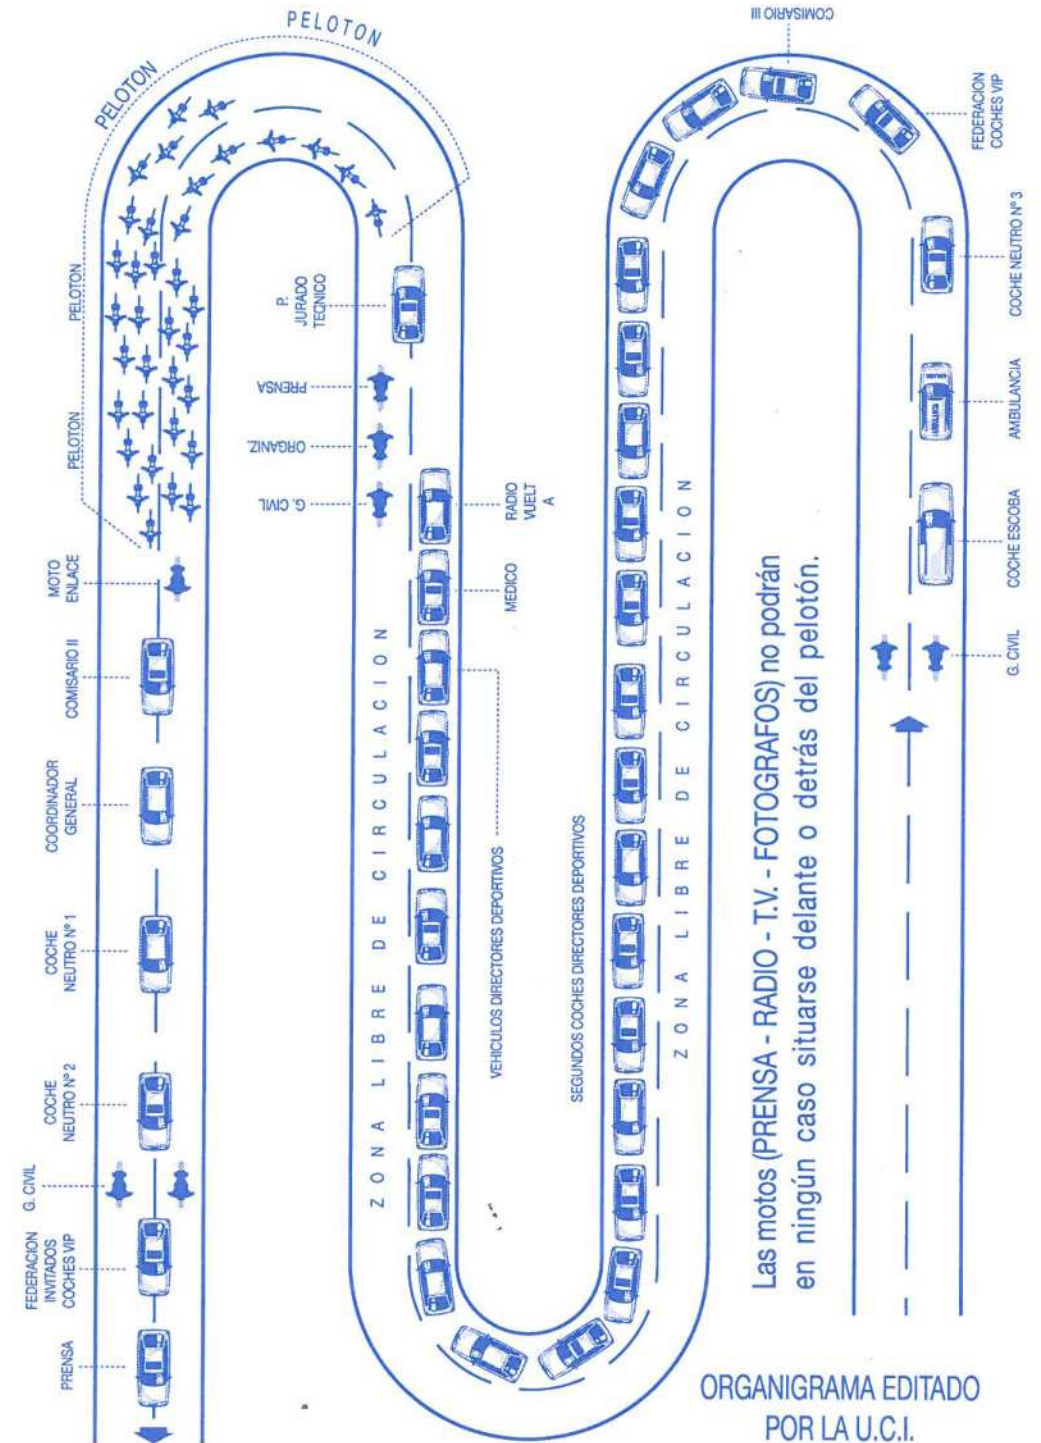 PELOTON
PELOTON
PELOTON
PELOTON
MOTO
ENLACE
COMISARIO II
COORDINADOR
GENERAL
COCHE
NEUTRO Nº 1
COCHE
NEUTRO Nº 2
G. CIVIL
FEDERACION
INVITADOS
COCHES VIP
PRENSA
P.
JURADO
TECNICO
PRENSA
ORGANIZ.
G. CIVIL
RADIO
VUELT
A
MEDICO
VEHICULOS DIRECTORES DEPORTIVOS
ZONA LIBRE DE CIRCULACION
SEGUNDOS COCHES DIRECTORES DEPORTIVOS
ZONA LIBRE DE CIRCULACION
COMISARIO III
FEDERACION
COCHES VIP
COCHE NEUTRO Nº 3
AMBULANCIA
COCHE ESCOBA
G. CIVIL
Las motos (PRENSA - RADIO - T.V. - FOTOGRAFOS) no podrán
en ningún caso situarse delante o detrás del pelotón.
ORGANIGRAMA EDITADO
POR LA U.C.I.